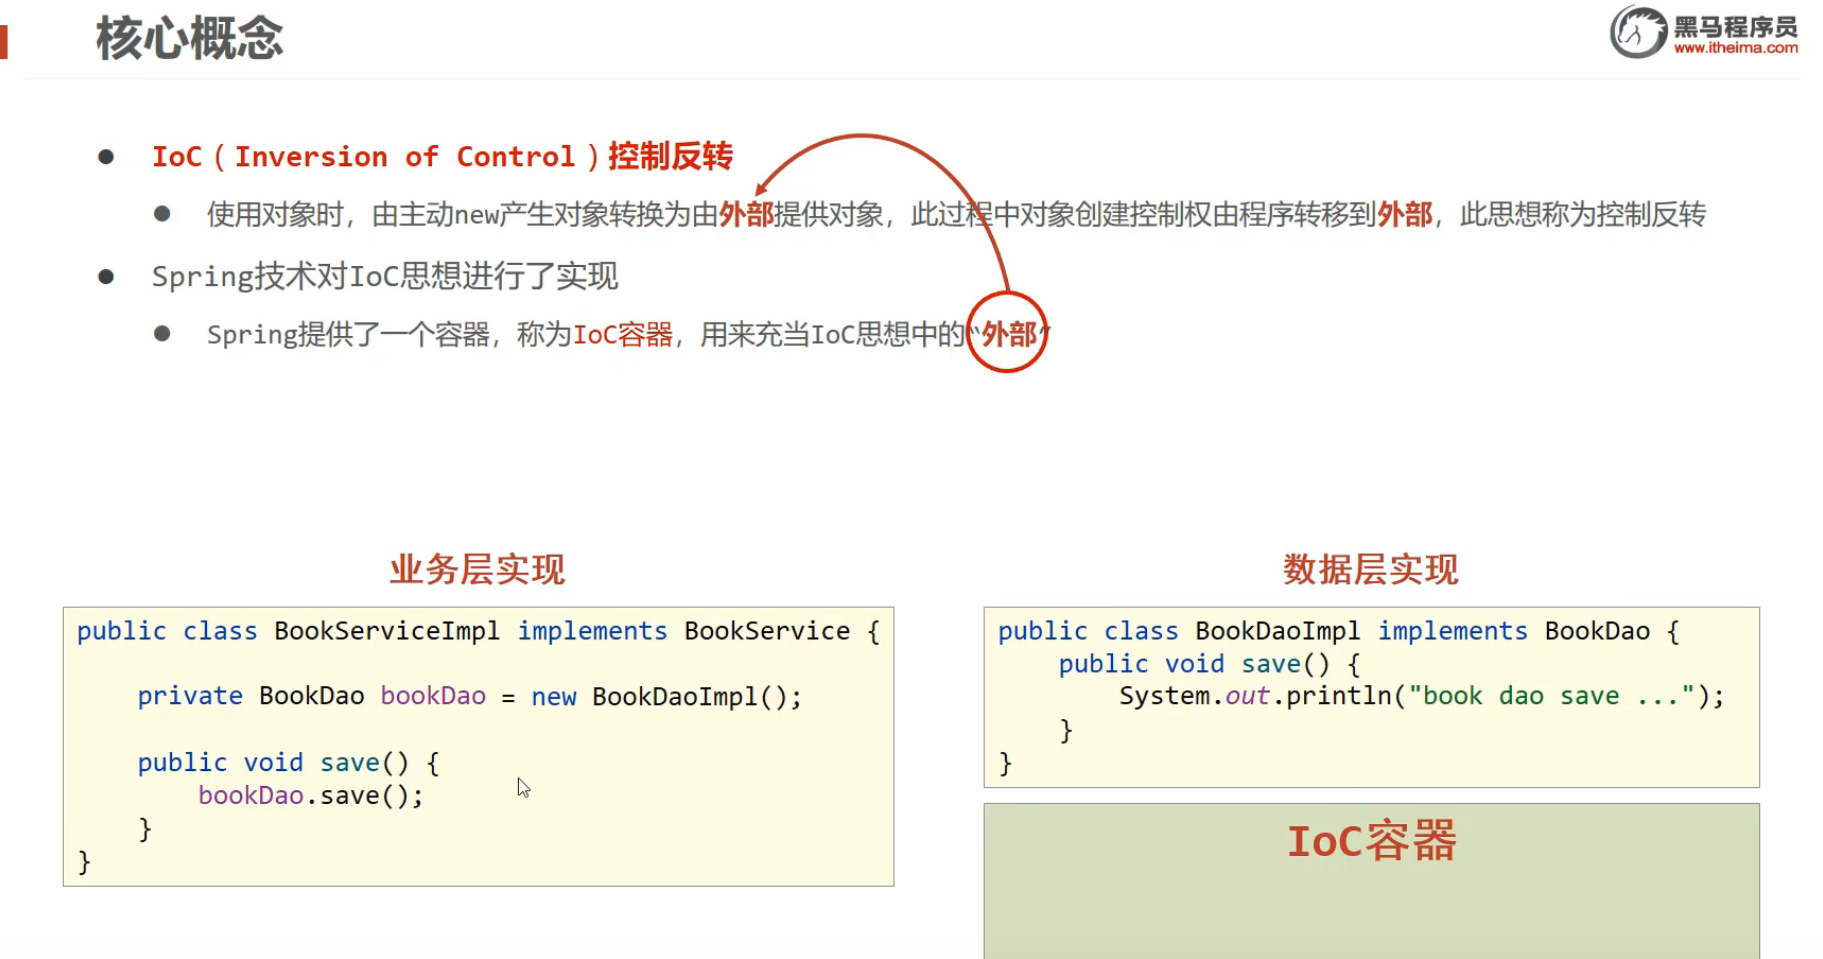 核心概念
黑马程序员
www.itheima.com
IoC（Inversion of Control）控制反转
使用对象时，由主动new产生对象转换为由外部提供对象，此过程中对象创建控制权由程序转移到外部，此思想称为控制反转
Spring技术对IoC思想进行了实现
Spring提供了一个容器，称为IoC容器，用来充当IoC思想中的“外部”
业务层实现
public class BookServiceImpl implements BookService {
private BookDao bookDao = new BookDaoImpl();
public void save() {
bookDao.save();
}
}
数据层实现
public class BookDaoImpl implements BookDao {
public void save() {
System.out.println("book dao save ...");
}
}
IoC容器